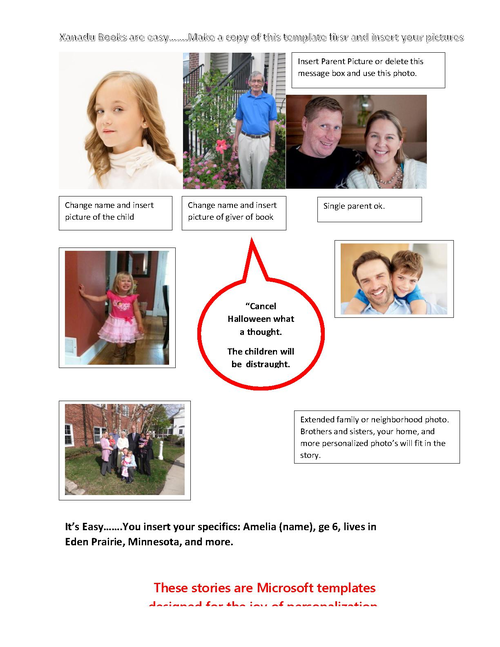 Xanadu Books are easy.......Make a copy of this template firsr and insert your pictures
Insert Parent Picture or delete this
message box and use this photo.
Change name and insert
picture of the child
Change name and insert
picture of giver of book
Single parent ok.
“Cancel
Halloween what
a thought.
The children will
be distraught.
Extended family or neighborhood photo.
Brothers and sisters, your home, and
more personalized photo’s will fit in the
story.
It’s Easy.......You insert your specifics: Amelia (name), ge 6, lives in
Eden Prairie, Minnesota, and more.
These stories are Microsoft templates
designed for the joy of personalization